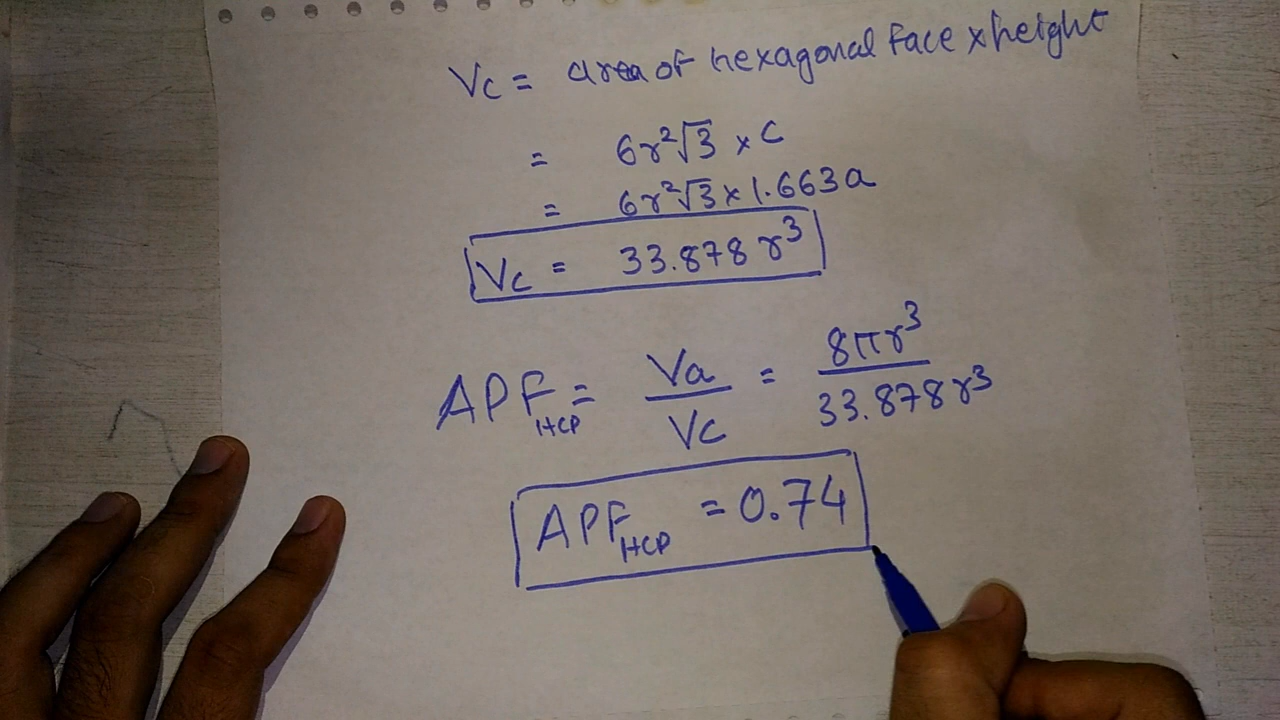 Vc = area of hexagonal face × height
= 6r²√3 × c
= 6r²√3 × 1.663a
Vc = 33.878 r³
APF_HCP = Va/Vc = 8πr³/33.878r³
APF_HCP = 0.74